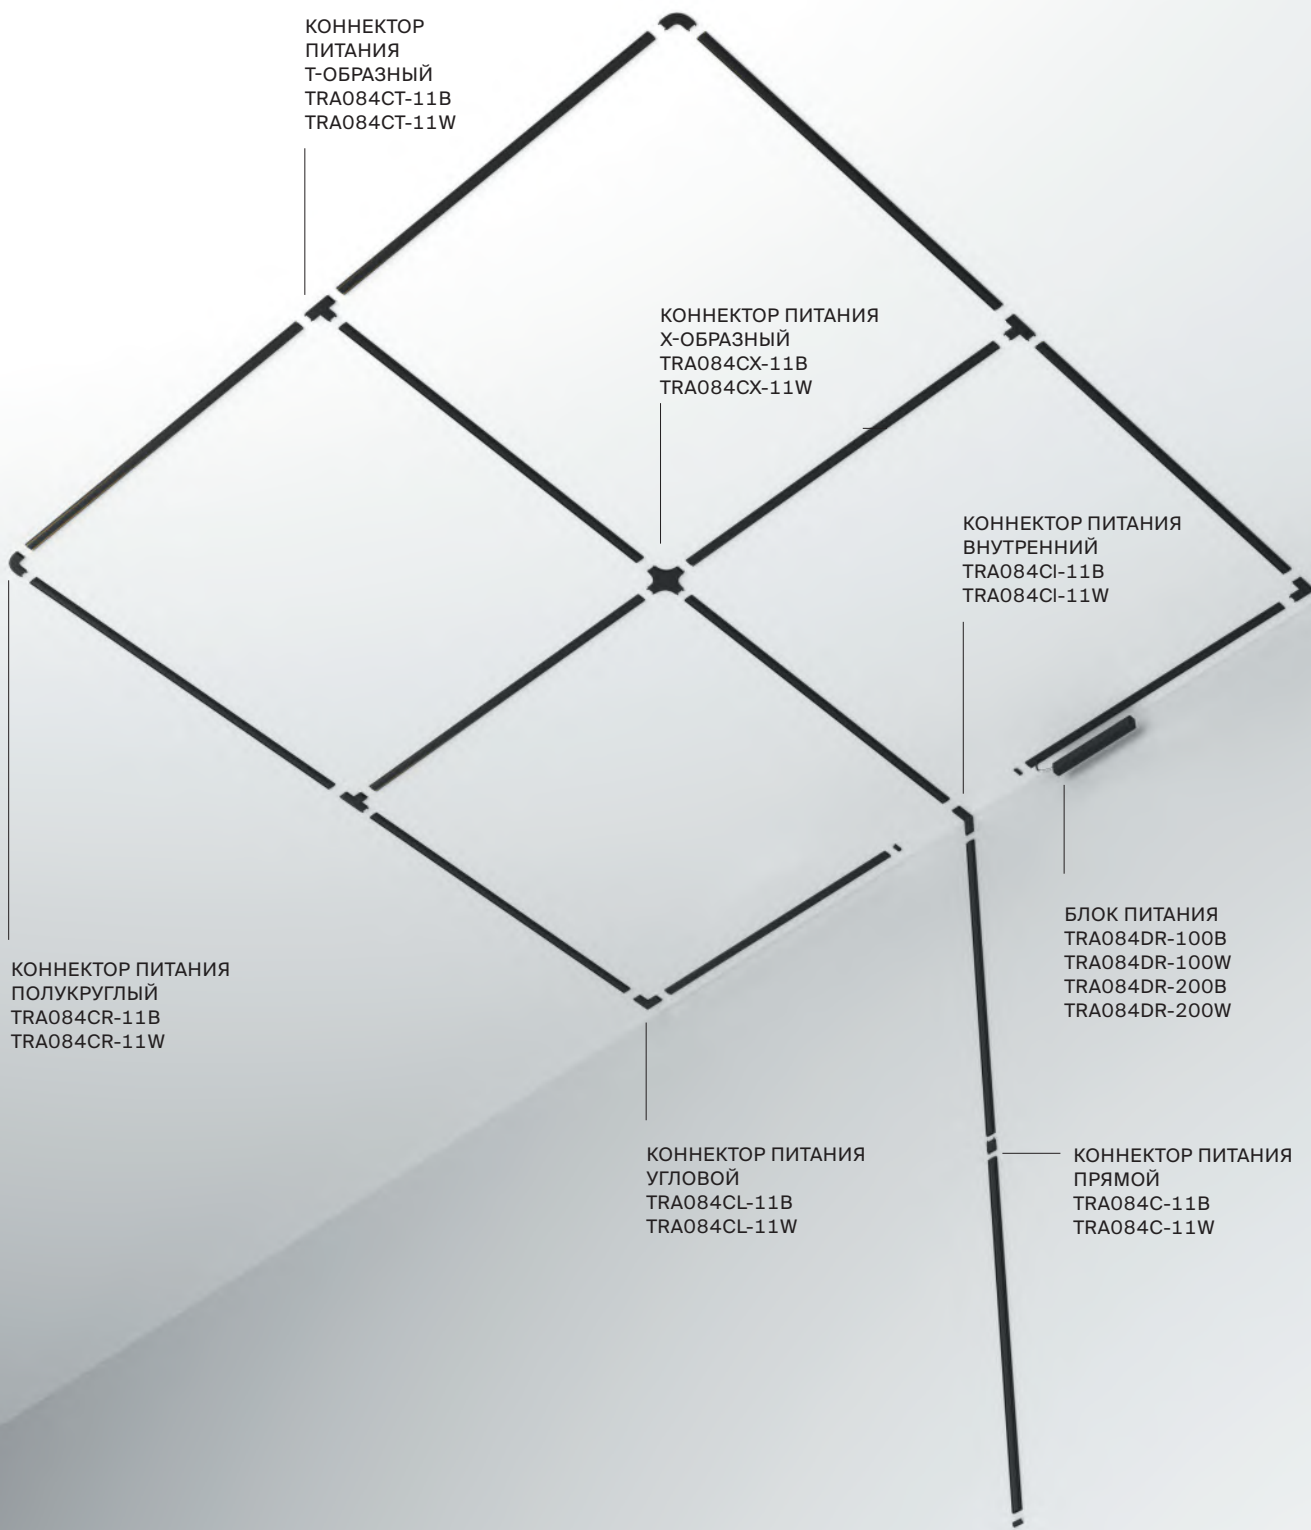 КОННЕКТОР
ПИТАНИЯ
Т-ОБРАЗНЫЙ
TRA084CT-11B
TRA084CT-11W
КОННЕКТОР ПИТАНИЯ
X-ОБРАЗНЫЙ
TRA084CX-11B
TRA084CX-11W
КОННЕКТОР ПИТАНИЯ
ВНУТРЕННИЙ
TRA084CI-11B
TRA084CI-11W
БЛОК ПИТАНИЯ
TRA084DR-100B
TRA084DR-100W
TRA084DR-200B
TRA084DR-200W
КОННЕКТОР ПИТАНИЯ
ПОЛУКРУГЛЫЙ
TRA084CR-11B
TRA084CR-11W
КОННЕКТОР ПИТАНИЯ
УГЛОВОЙ
TRA084CL-11B
TRA084CL-11W
КОННЕКТОР ПИТАНИЯ
ПРЯМОЙ
TRA084C-11B
TRA084C-11W